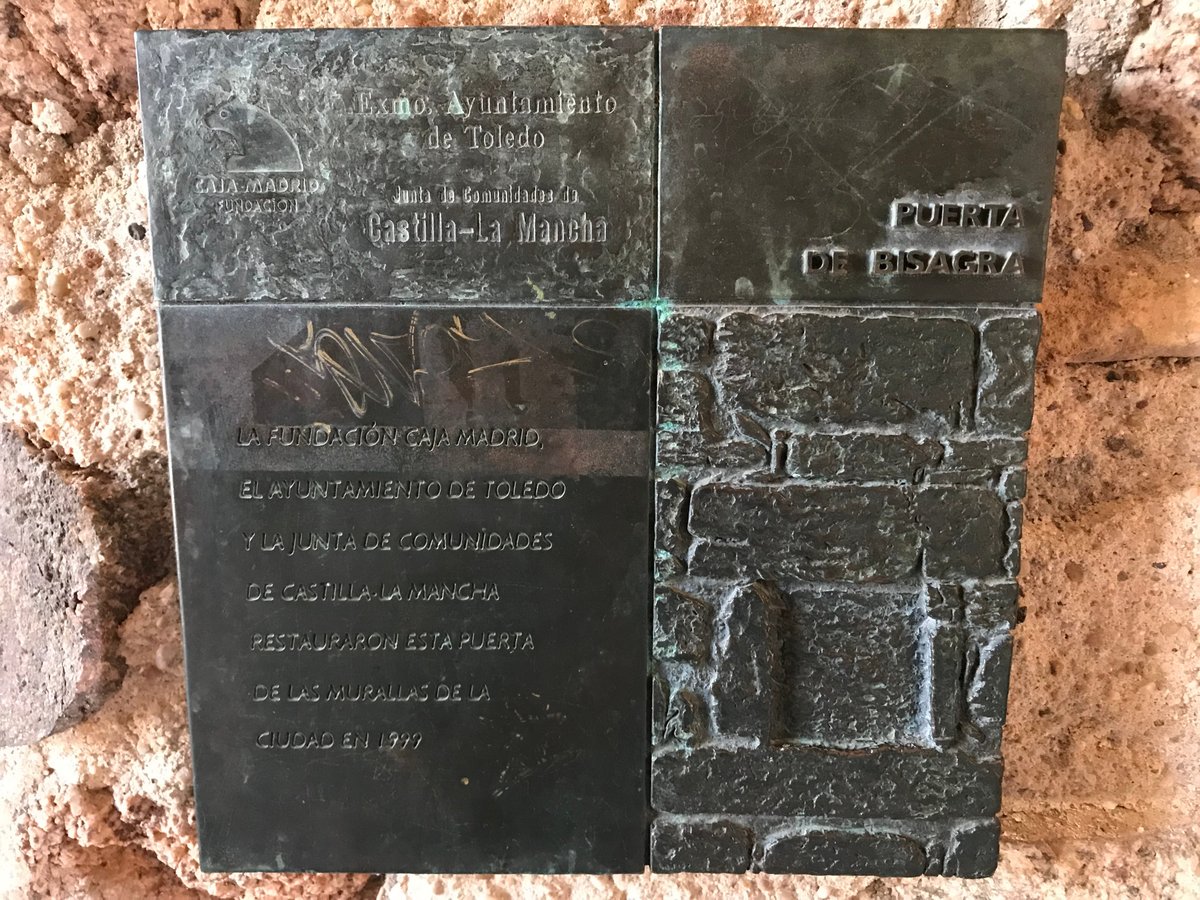 CAJA MADRID
FUNDACIÓN
Exmo. Ayuntamiento
de Toledo
Junta de Comunidades de
Castilla-La Mancha
PUERTA
DE BISAGRA
LA FUNDACIÓN CAJA MADRID,
EL AYUNTAMIENTO DE TOLEDO
Y LA JUNTA DE COMUNIDADES
DE CASTILLA-LA MANCHA
RESTAURARON ESTA PUERTA
DE LAS MURALLAS DE LA
CIUDAD EN 1999